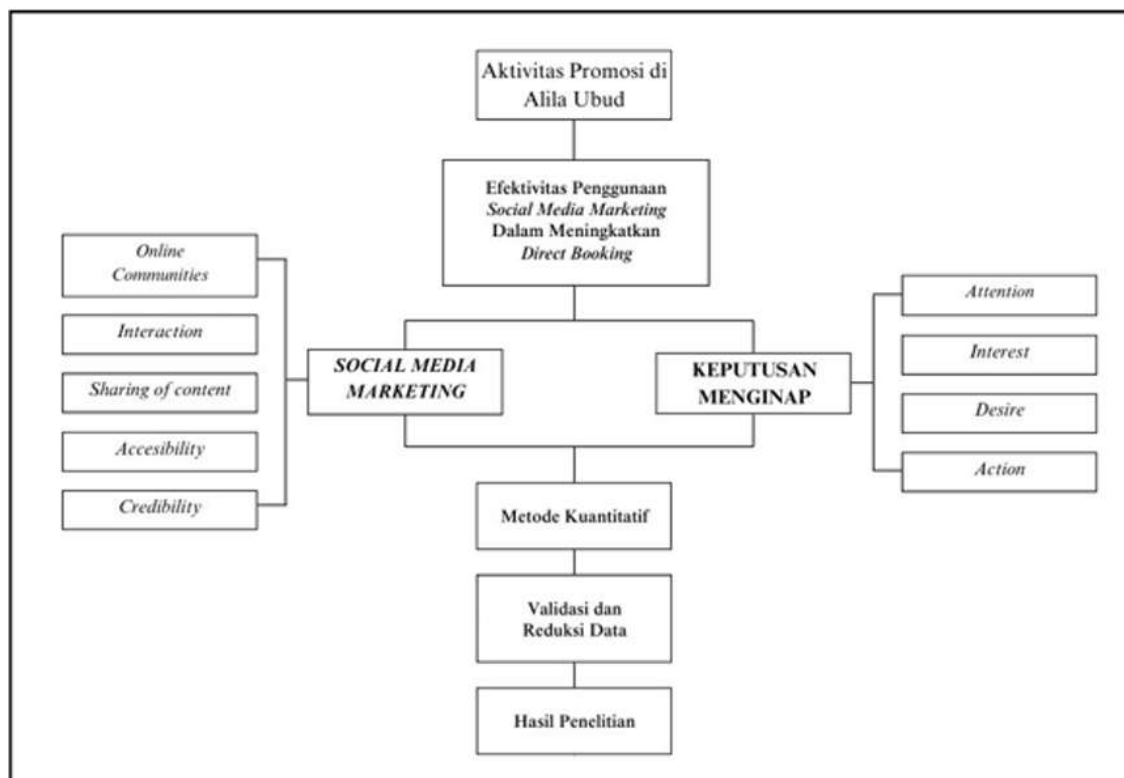 Aktivitas Promosi di
Alila Ubud
Efektivitas Penggunaan
Social Media Marketing
Dalam Meningkatkan
Direct Booking
Online
Communities
Interaction
Sharing of content
Accesibility
Credibility
SOCIAL MEDIA
MARKETING
KEPUTUSAN
MENGINAP
Attention
Interest
Desire
Action
Metode Kuantitatif
Validasi dan
Reduksi Data
Hasil Penelitian